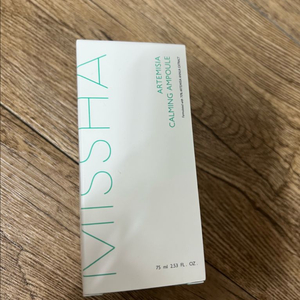 MISSHA
ARTEMISIA
CALMING AMPOULE
75 ml 2.53 FL. OZ